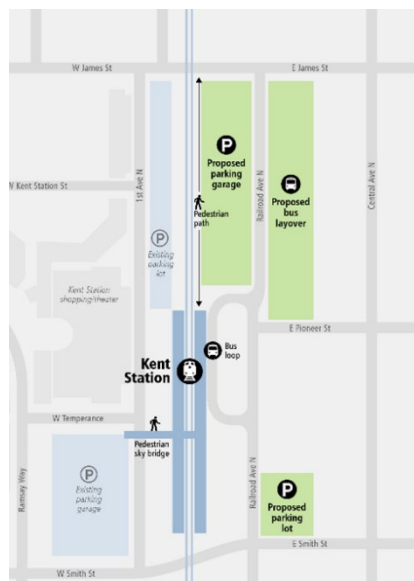 W James St
E James St
P
Proposed
parking
garage
Railroad Ave N
Proposed
bus
layover
Central Ave N
1st Ave N
W Kent Station St
Pedestrian
path
P
Existing
parking
lot
Kent Station
shopping/theater
E Pioneer St
Bus
loop
Kent
Station
W Temperance
Pedestrian
sky bridge
P
Existing
parking
garage
Ramsay Way
Railroad Ave N
P
Proposed
parking
lot
E Smith St
W Smith St